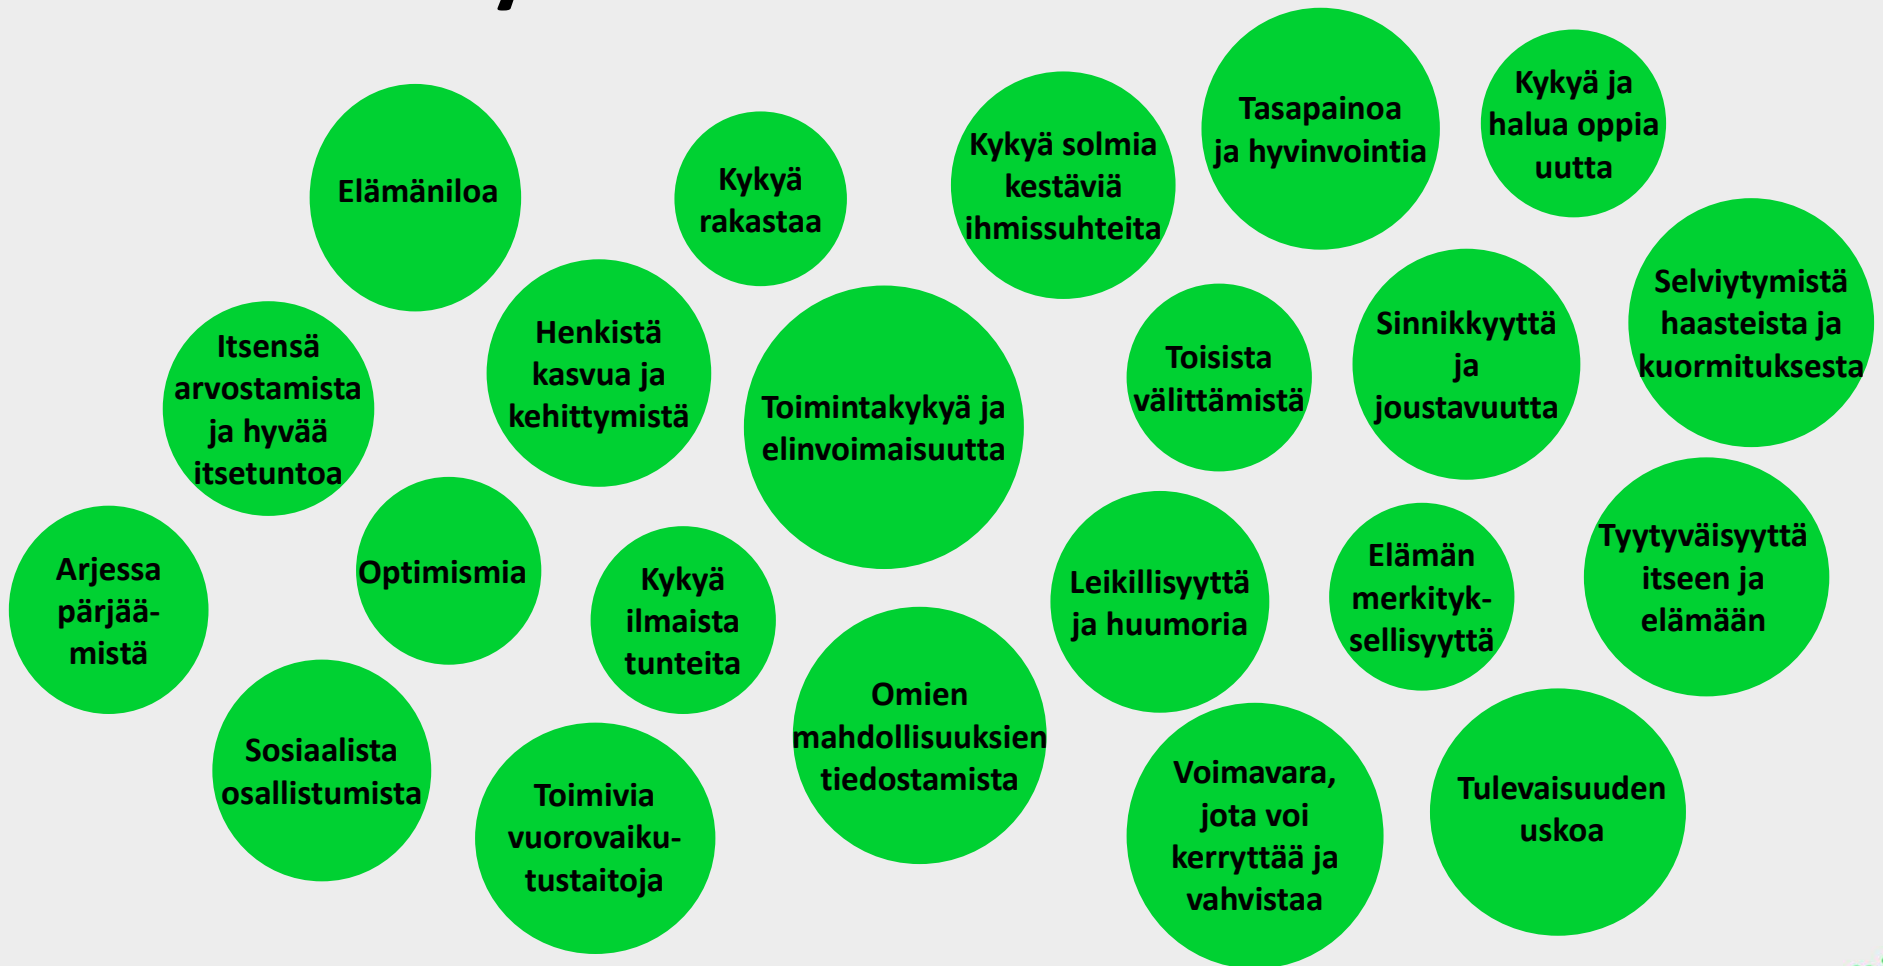 Elämäniloa
Kykyä
rakastaa
Kykyä solmia
kestäviä
ihmissuhteita
Tasapainoa
ja hyvinvointia
Kykyä ja
halua oppia
uutta
Itsensä
arvostamista
ja hyvää
itsetuntoa
Henkistä
kasvua ja
kehittymistä
Toimintakykyä ja
elinvoimaisuutta
Toisista
välittämistä
Sinnikkyyttä
ja
joustavuutta
Selviytymistä
haasteista ja
kuormituksesta
Arjessa
pärjää-
mistä
Optimismia
Kykyä
ilmaista
tunteita
Leikillisyyttä
ja huumoria
Elämän
merkityk-
sellisyyttä
Tyytyväisyyttä
itseen ja
elämään
Sosiaalista
osallistumista
Toimivia
vuorovaiku-
tustaitoja
Omien
mahdollisuuksien
tiedostamista
Voimavara,
jota voi
kerryttää ja
vahvistaa
Tulevaisuuden
uskoa